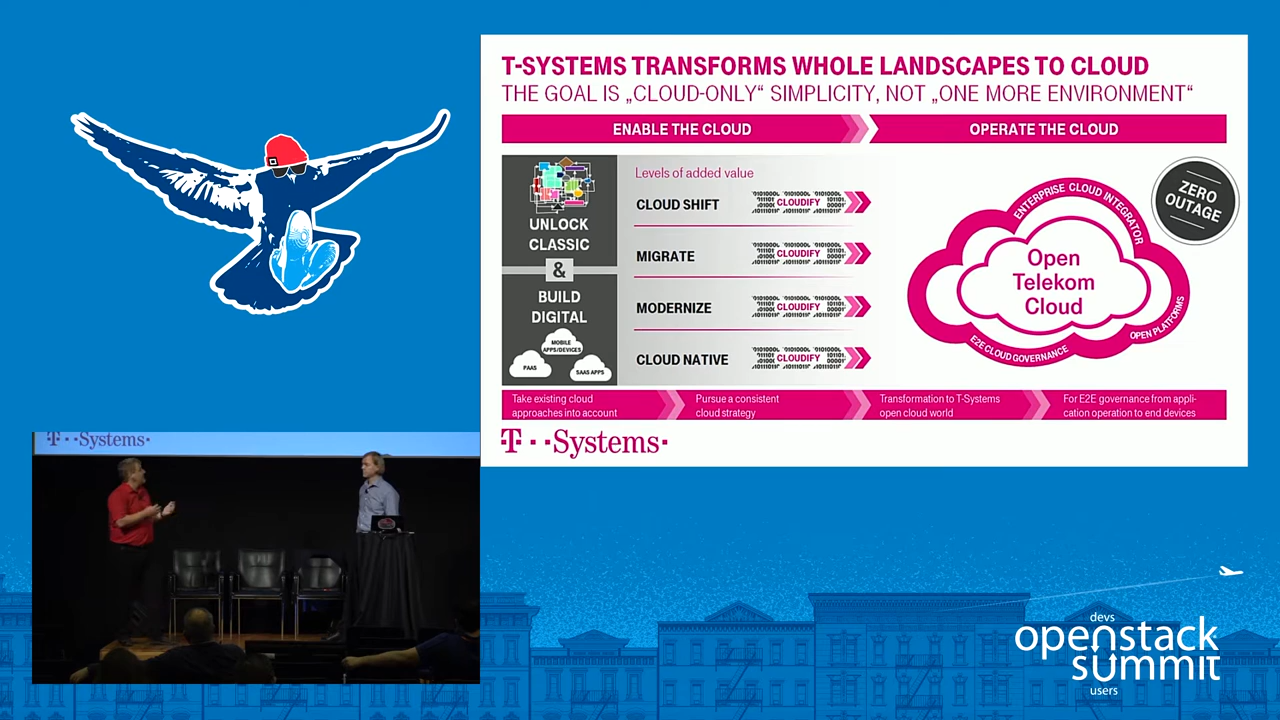 T-SYSTEMS TRANSFORMS WHOLE LANDSCAPES TO CLOUD
THE GOAL IS „CLOUD-ONLY“ SIMPLICITY, NOT „ONE MORE ENVIRONMENT“
ENABLE THE CLOUD
OPERATE THE CLOUD
UNLOCK
CLASSIC
&
BUILD
DIGITAL
MOBILE
APPS/DEVICES
PAAS
SAAS APPS
Levels of added value
CLOUD SHIFT
CLOUDIFY
MIGRATE
CLOUDIFY
MODERNIZE
CLOUDIFY
CLOUD NATIVE
CLOUDIFY
ZERO
OUTAGE
ENTERPRISE CLOUD INTEGRATOR
Open
Telekom
Cloud
OPEN PLATFORMS
E2E CLOUD GOVERNANCE
Take existing cloud
approaches into account
Pursue a consistent
cloud strategy
Transformation to T-Systems
open cloud world
For E2E governance from appli-
cation operation to end devices
T··Systems·
T··Systems·
devs
openstack
summit
users